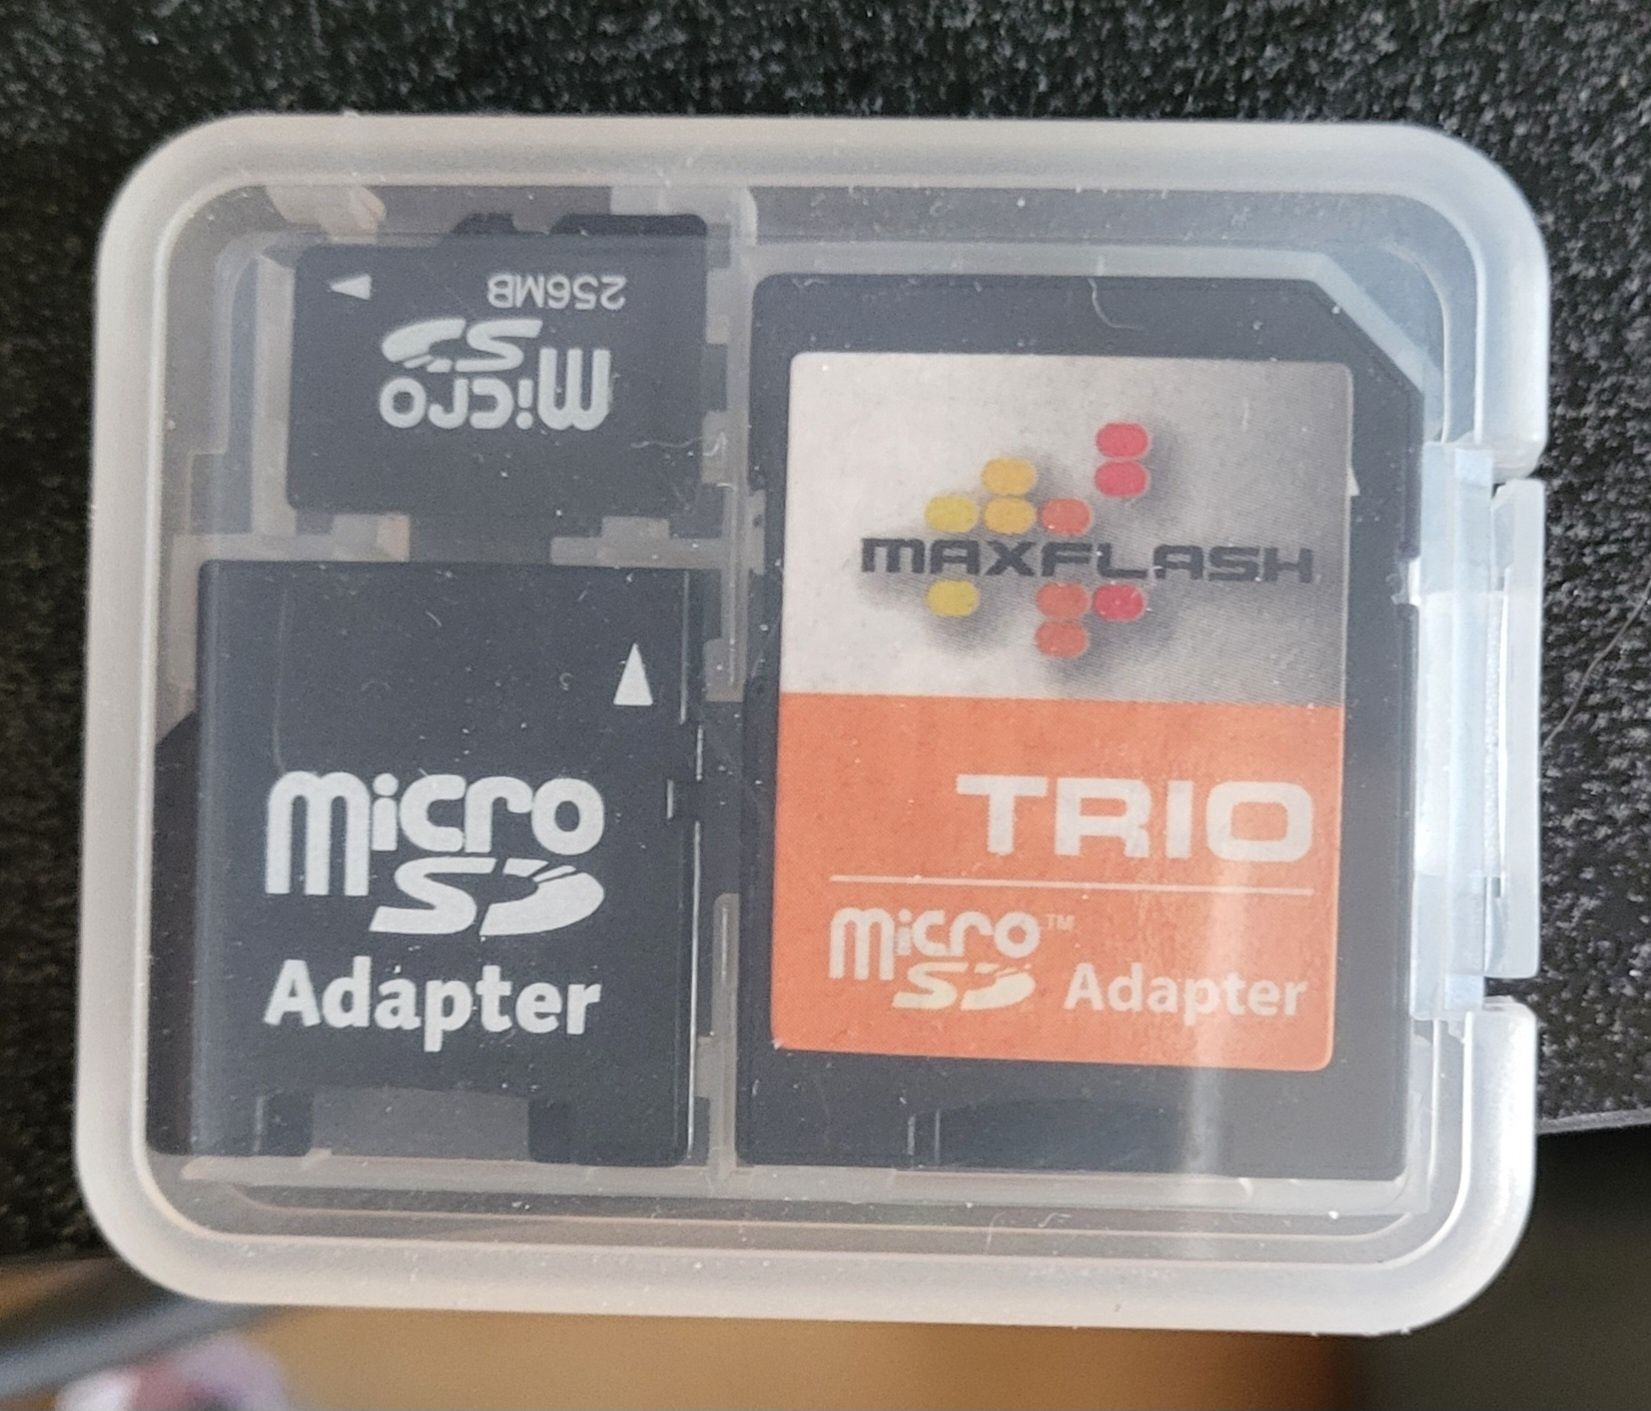 256MB
micro
SD
micro
SD
Adapter
MAXFLASH
TRIO
micro™
SD Adapter